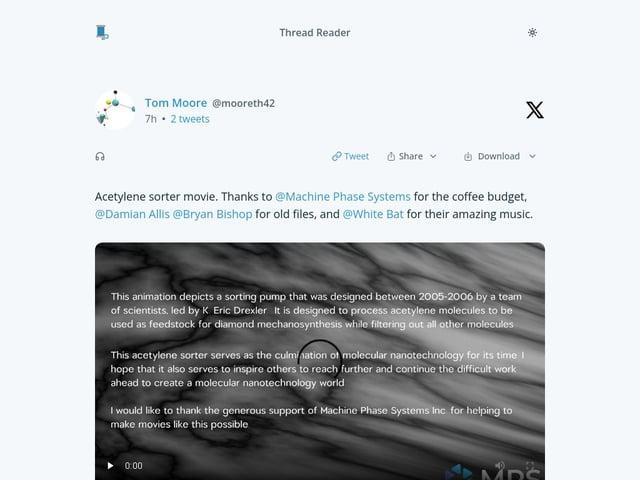 Thread Reader
Tom Moore @mooreth42
7h • 2 tweets
Tweet Share Download
Acetylene sorter movie. Thanks to @Machine Phase Systems for the coffee budget,
@Damian Allis @Bryan Bishop for old files, and @White Bat for their amazing music.
This animation depicts a sorting pump that was designed between 2005-2006 by a team
of scientists, led by K Eric Drexler It is designed to process acetylene molecules to be
used as feedstock for diamond mechanosynthesis while filtering out all other molecules
This acetylene sorter serves as the culmination of molecular nanotechnology for its time I
hope that it also serves to inspire others to reach further and continue the difficult work
ahead to create a molecular nanotechnology world
I would like to thank the generous support of Machine Phase Systems Inc for helping to
make movies like this possible
0:00
MPS